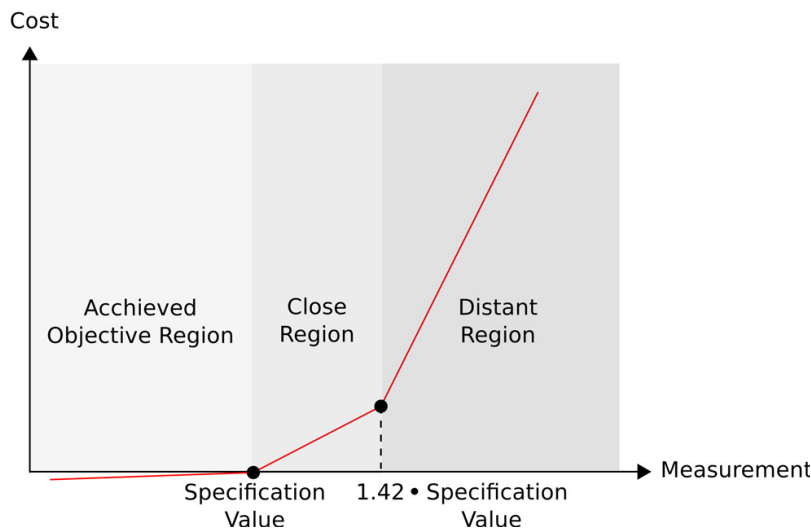 Cost
Acchieved
Objective Region
Close
Region
Distant
Region
Measurement
Specification
Value
1.42 • Specification
Value